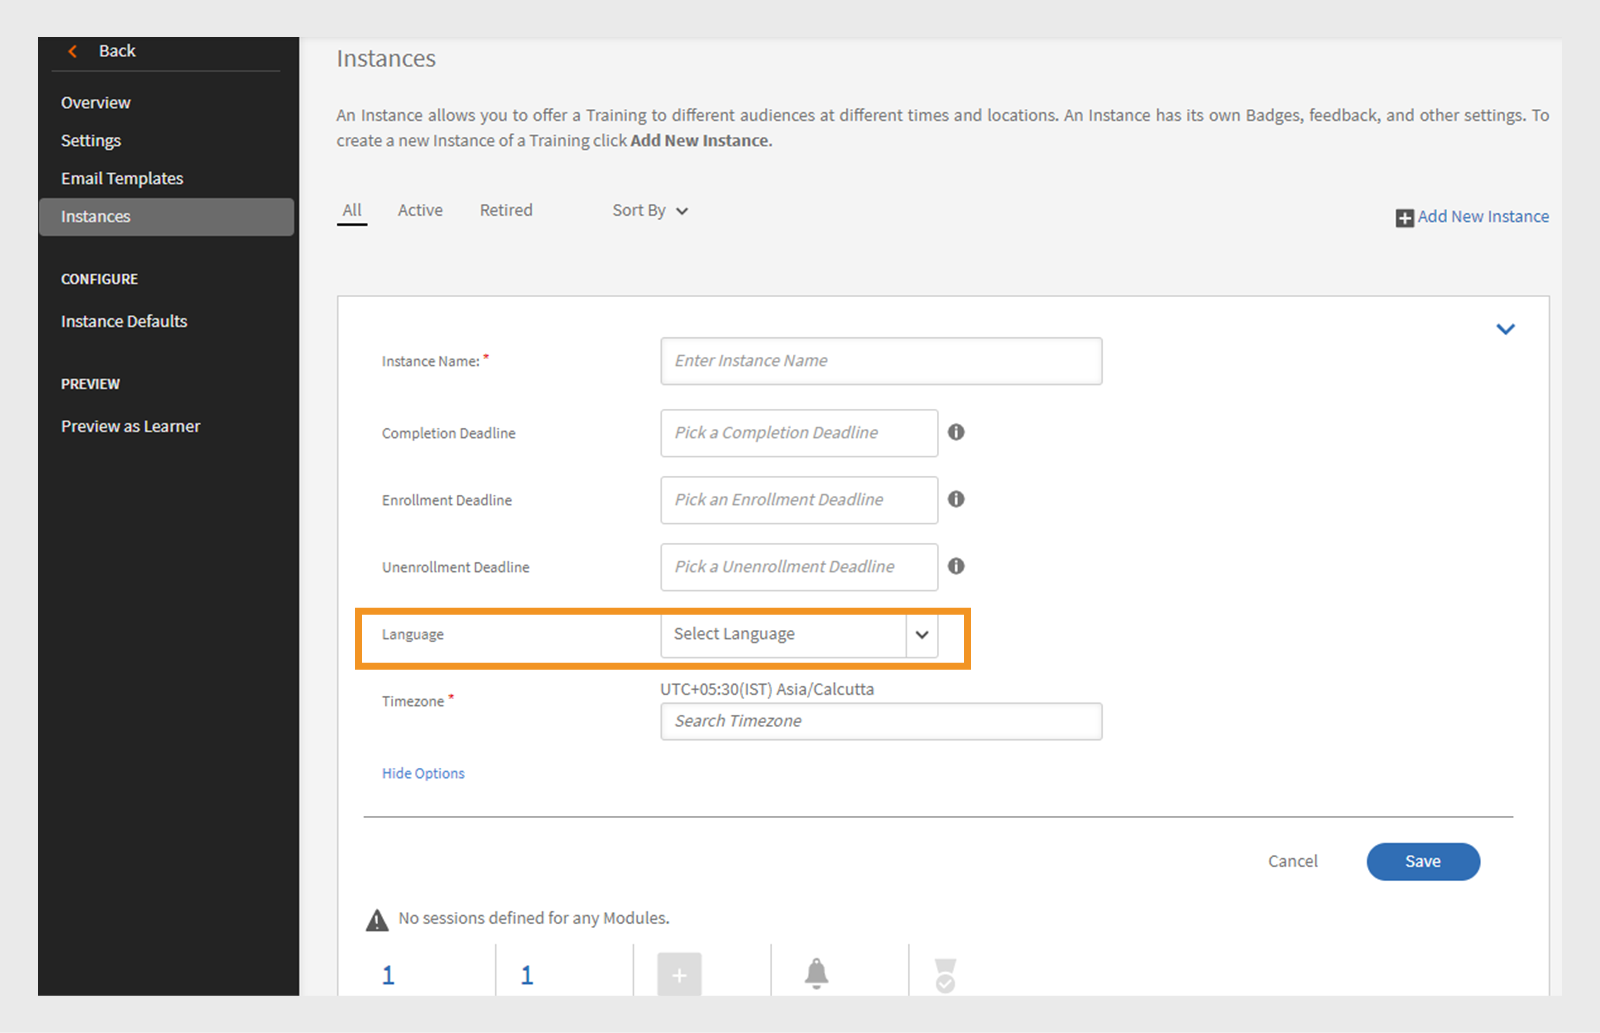 Back
Overview
Settings
Email Templates
Instances
CONFIGURE
Instance Defaults
PREVIEW
Preview as Learner
Instances
An Instance allows you to offer a Training to different audiences at different times and locations. An Instance has its own Badges, feedback, and other settings. To
create a new Instance of a Training click Add New Instance.
All Active Retired Sort By
Add New Instance
Instance Name: * Enter Instance Name
Completion Deadline Pick a Completion Deadline
Enrollment Deadline Pick an Enrollment Deadline
Unenrollment Deadline Pick a Unenrollment Deadline
Language Select Language
Timezone * UTC+05:30(IST) Asia/Calcutta
Search Timezone
Hide Options
Cancel Save
No sessions defined for any Modules.
1 1